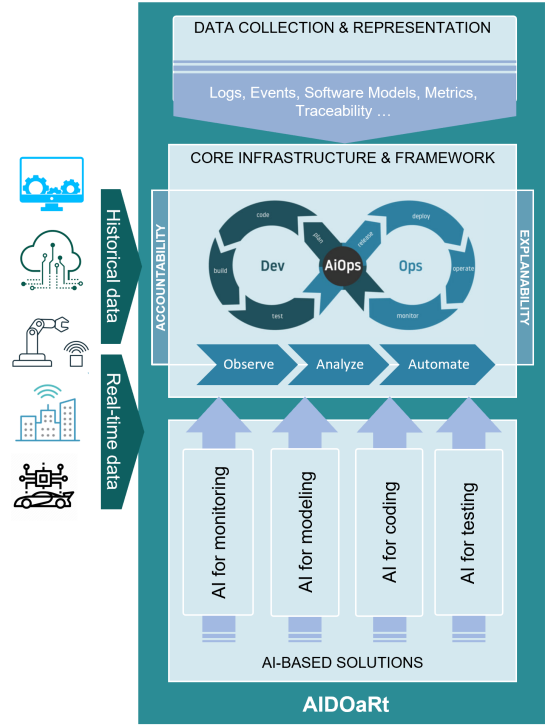 DATA COLLECTION & REPRESENTATION
Logs, Events, Software Models, Metrics,
Traceability ...
CORE INFRASTRUCTURE & FRAMEWORK
Historical data
Real-time data
ACCOUNTABILITY
EXPLANABILITY
code
plan
build
test
Dev
AiOps
Ops
release
deploy
operate
monitor
Observe
Analyze
Automate
AI for monitoring
AI for modeling
AI for coding
AI for testing
AI-BASED SOLUTIONS
AIDOaRt